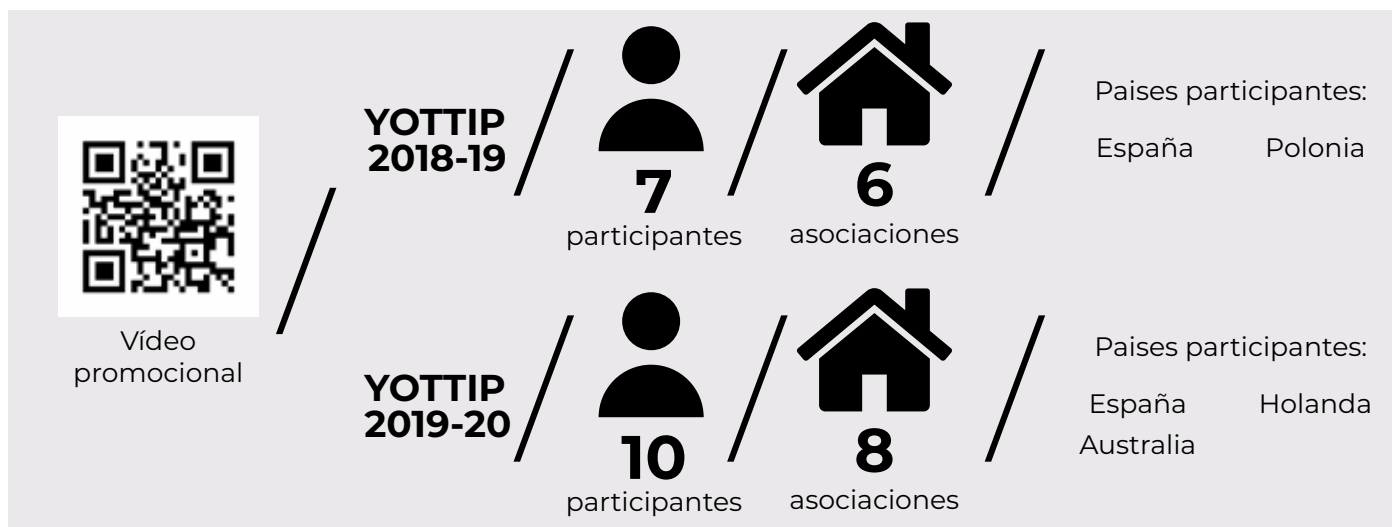 Vídeo
promocional
YOTTIP
2018-19
7
participantes
6
asociaciones
Paises participantes:
España Polonia
YOTTIP
2019-20
10
participantes
8
asociaciones
Paises participantes:
España Holanda
Australia